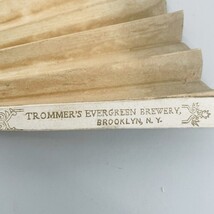 TROMMER'S EVERGREEN BREWERY,
BROOKLYN, N.Y.